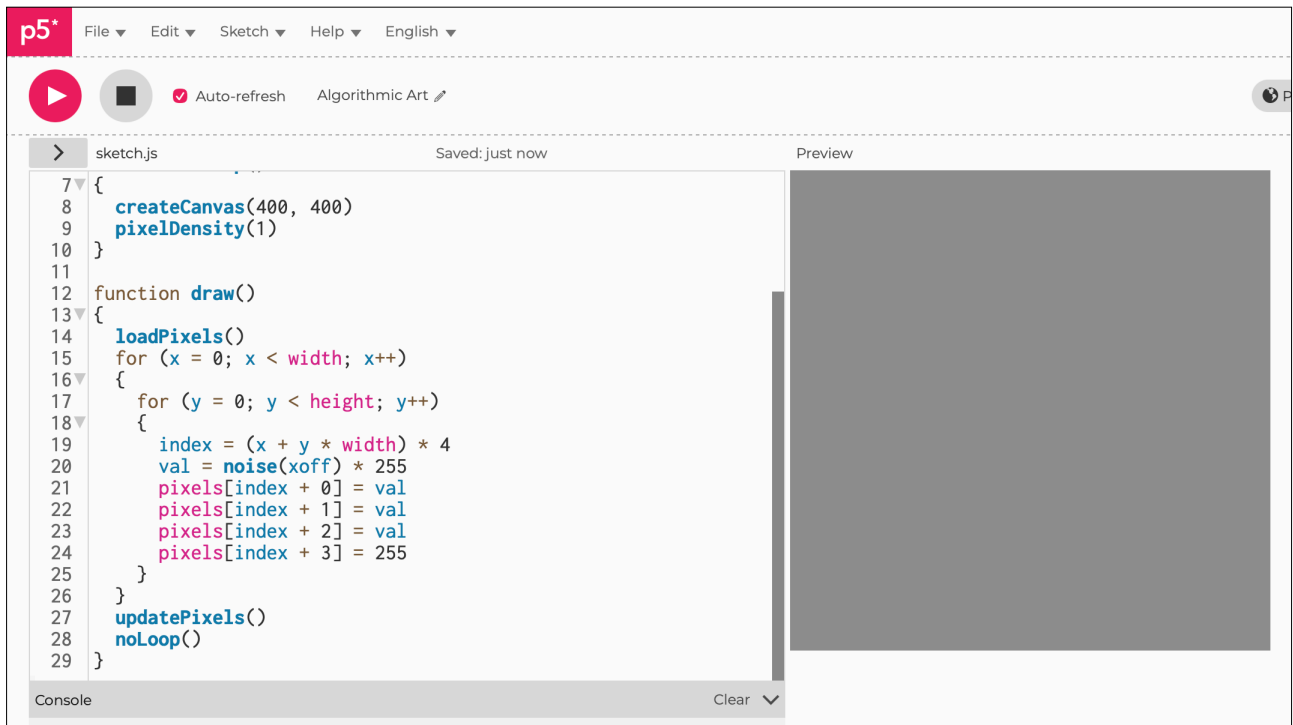 p5* File Edit Sketch Help English
Auto-refresh Algorithmic Art P
sketch.js Saved: just now Preview
7 {
8 createCanvas(400, 400)
9 pixelDensity(1)
10 }
11
12 function draw()
13 {
14 loadPixels()
15 for (x = 0; x < width; x++)
16 {
17 for (y = 0; y < height; y++)
18 {
19 index = (x + y * width) * 4
20 val = noise(xoff) * 255
21 pixels[index + 0] = val
22 pixels[index + 1] = val
23 pixels[index + 2] = val
24 pixels[index + 3] = 255
25 }
26 }
27 updatePixels()
28 noLoop()
29 }
Console Clear